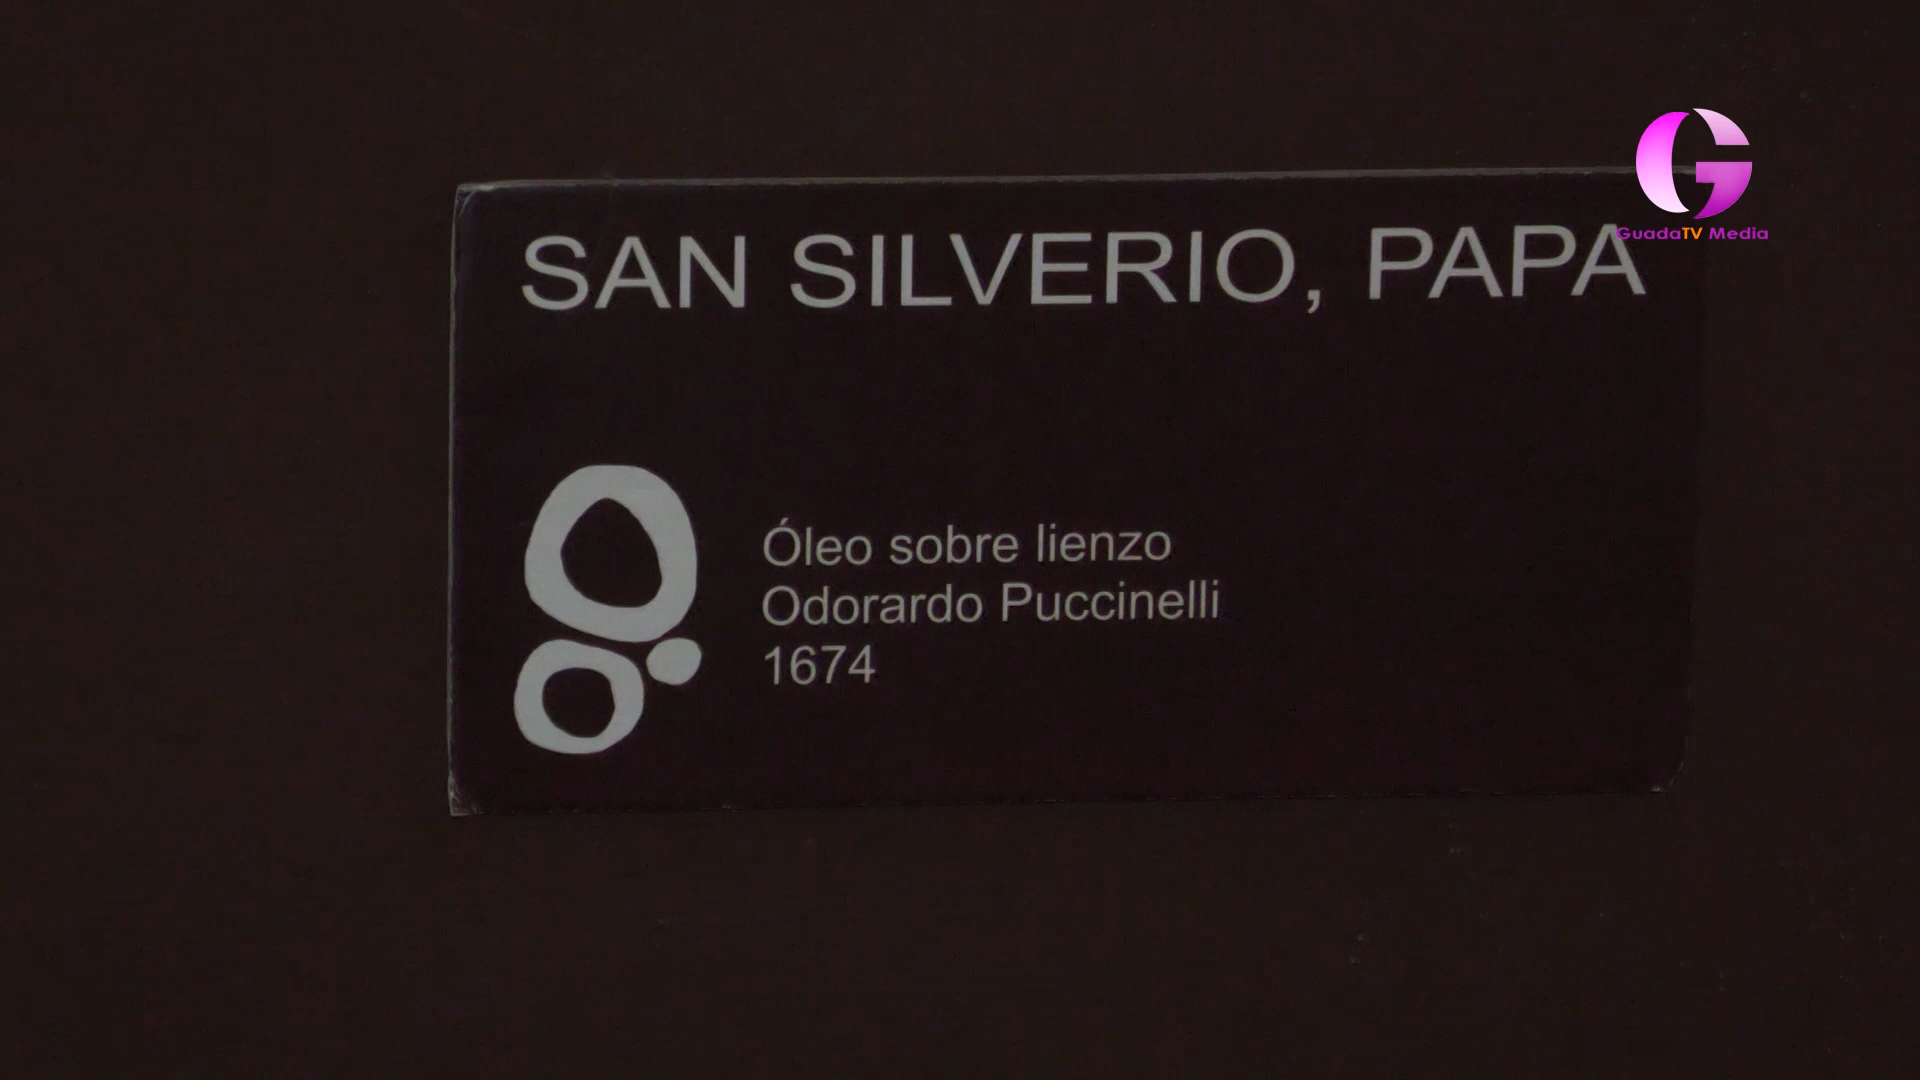 GuadaTV Media
SAN SILVERIO, PAPA
Óleo sobre lienzo
Odorardo Puccinelli
1674